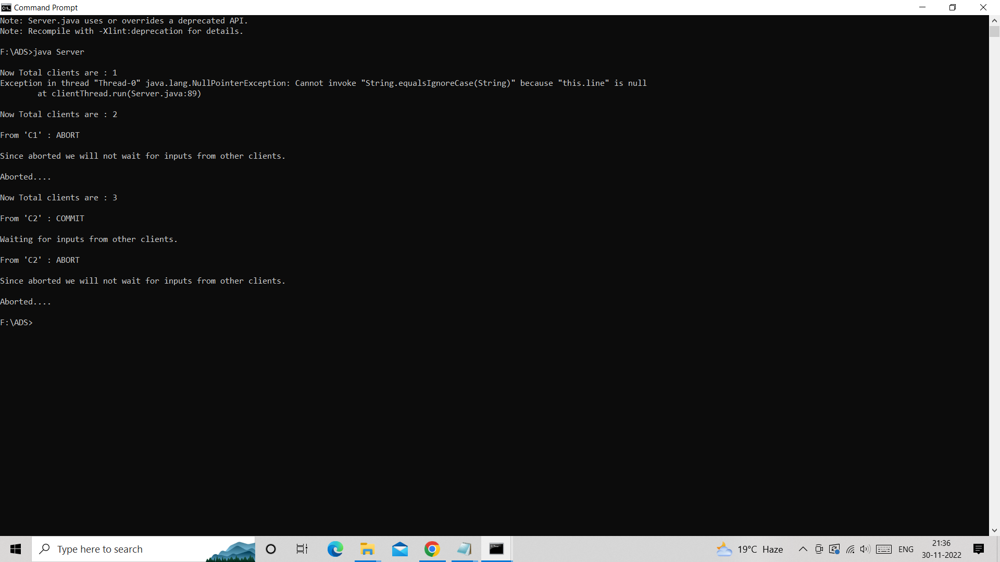 Command Prompt
Note: Server.java uses or overrides a deprecated API.
Note: Recompile with -Xlint:deprecation for details.
F:\ADS>java Server
Now Total clients are : 1
Exception in thread "Thread-0" java.lang.NullPointerException: Cannot invoke "String.equalsIgnoreCase(String)" because "this.line" is null
        at clientThread.run(Server.java:89)
Now Total clients are : 2
From 'C1' : ABORT
Since aborted we will not wait for inputs from other clients.
Aborted....
Now Total clients are : 3
From 'C2' : COMMIT
Waiting for inputs from other clients.
From 'C2' : ABORT
Since aborted we will not wait for inputs from other clients.
Aborted....
F:\ADS>
Type here to search
19°C Haze
ENG
21:36
30-11-2022